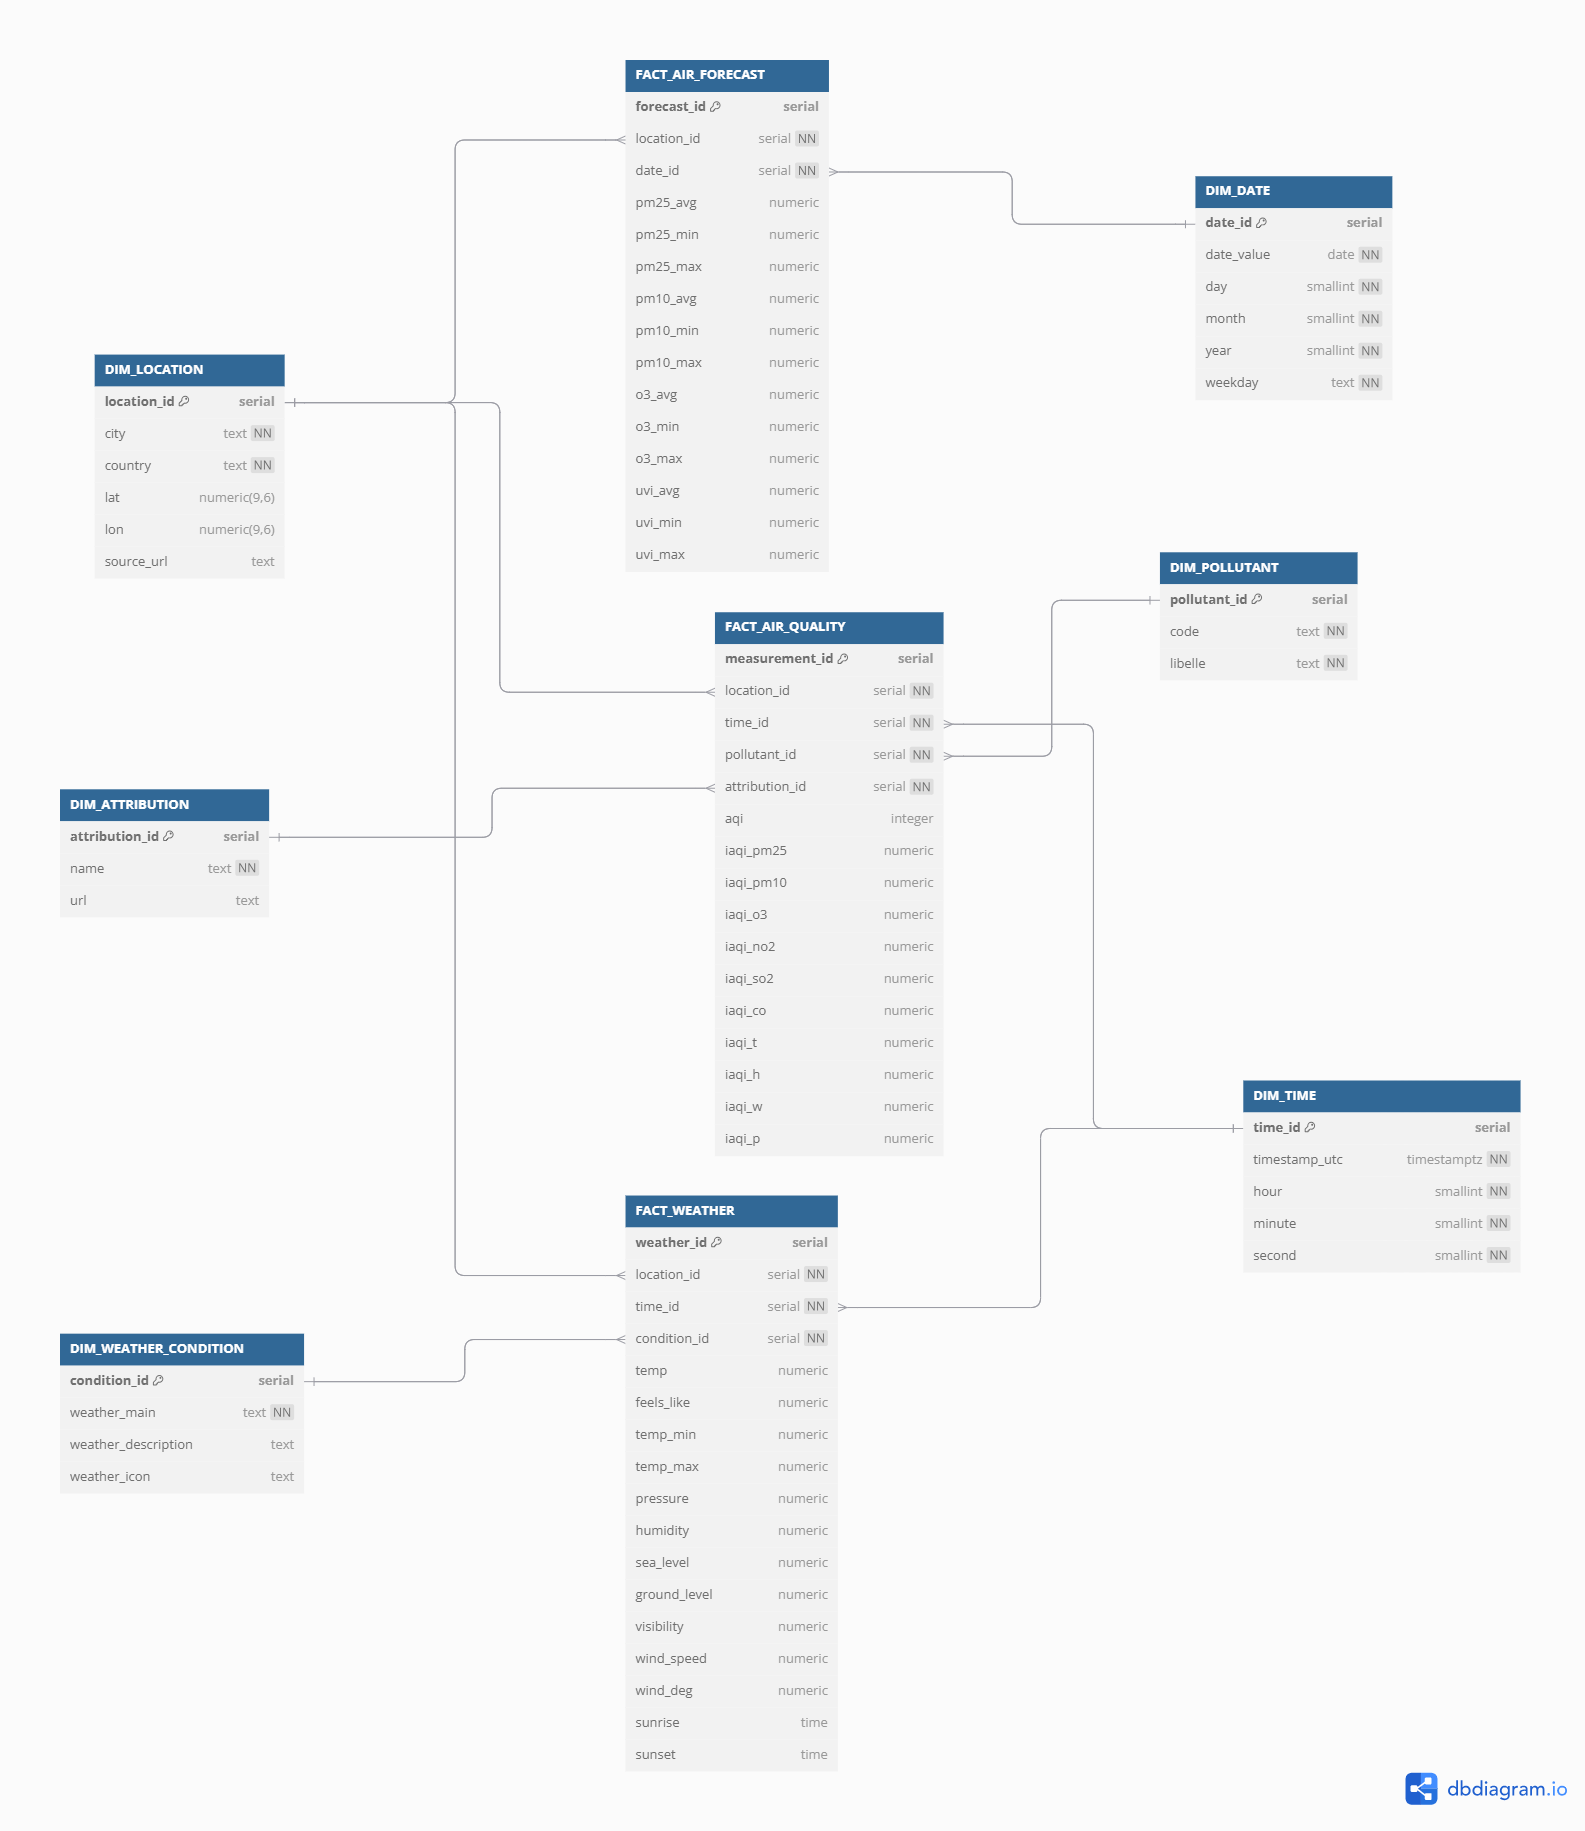 FACT_AIR_FORECAST
forecast_id serial
location_id serial NN
date_id serial NN
pm25_avg numeric
pm25_min numeric
pm25_max numeric
pm10_avg numeric
pm10_min numeric
pm10_max numeric
o3_avg numeric
o3_min numeric
o3_max numeric
uvi_avg numeric
uvi_min numeric
uvi_max numeric
DIM_DATE
date_id serial
date_value date NN
day smallint NN
month smallint NN
year smallint NN
weekday text NN
DIM_LOCATION
location_id serial
city text NN
country text NN
lat numeric(9,6)
lon numeric(9,6)
source_url text
DIM_POLLUTANT
pollutant_id serial
code text NN
libelle text NN
FACT_AIR_QUALITY
measurement_id serial
location_id serial NN
time_id serial NN
pollutant_id serial NN
attribution_id serial NN
aqi integer
iaqi_pm25 numeric
iaqi_pm10 numeric
iaqi_o3 numeric
iaqi_no2 numeric
iaqi_so2 numeric
iaqi_co numeric
iaqi_t numeric
iaqi_h numeric
iaqi_w numeric
iaqi_p numeric
DIM_ATTRIBUTION
attribution_id serial
name text NN
url text
DIM_TIME
time_id serial
timestamp_utc timestamptz NN
hour smallint NN
minute smallint NN
second smallint NN
FACT_WEATHER
weather_id serial
location_id serial NN
time_id serial NN
condition_id serial NN
temp numeric
feels_like numeric
temp_min numeric
temp_max numeric
pressure numeric
humidity numeric
sea_level numeric
ground_level numeric
visibility numeric
wind_speed numeric
wind_deg numeric
sunrise time
sunset time
DIM_WEATHER_CONDITION
condition_id serial
weather_main text NN
weather_description text
weather_icon text
dbdiagram.io